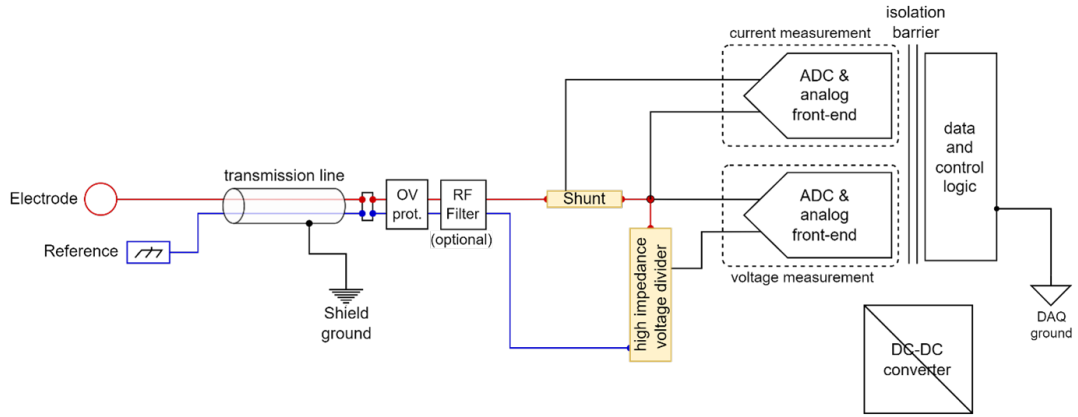 isolation
barrier
current measurement
ADC &
analog
front-end
data
and
control
logic
transmission line
Electrode
OV
prot.
RF
Filter
(optional)
Shunt
ADC &
analog
front-end
Reference
high impedance
voltage divider
voltage measurement
Shield
ground
DAQ
ground
DC-DC
converter